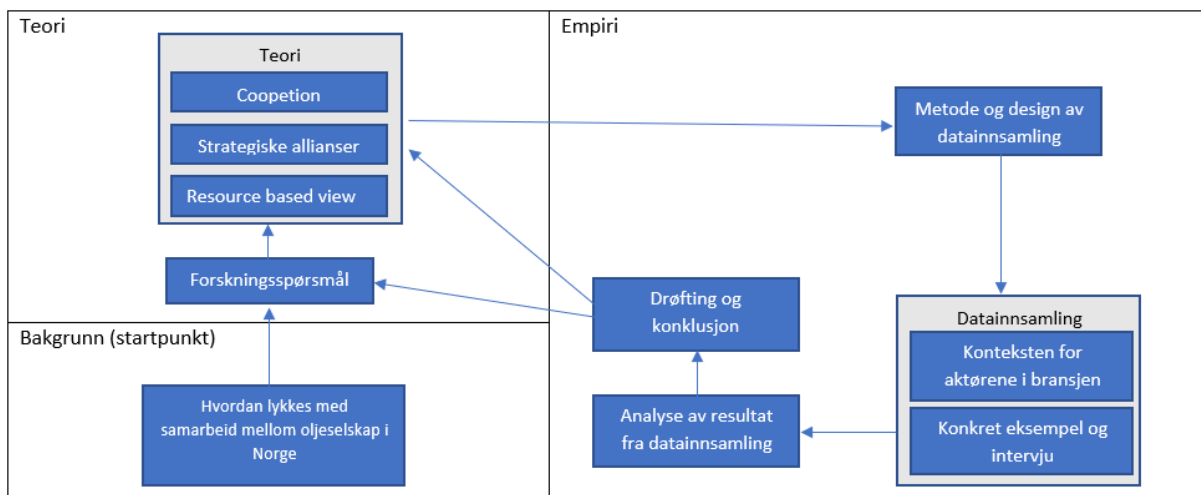 Teori
Teori
Coopetion
Strategiske allianser
Resource based view
Forskningsspørsmål
Bakgrunn (startpunkt)
Hvordan lykkes med
samarbeid mellom oljeselskap i
Norge
Empiri
Metode og design av
datainnsamling
Datainnsamling
Konteksten for
aktørene i bransjen
Konkret eksempel og
intervju
Analyse av resultat
fra datainnsamling
Drøfting og
konklusjon